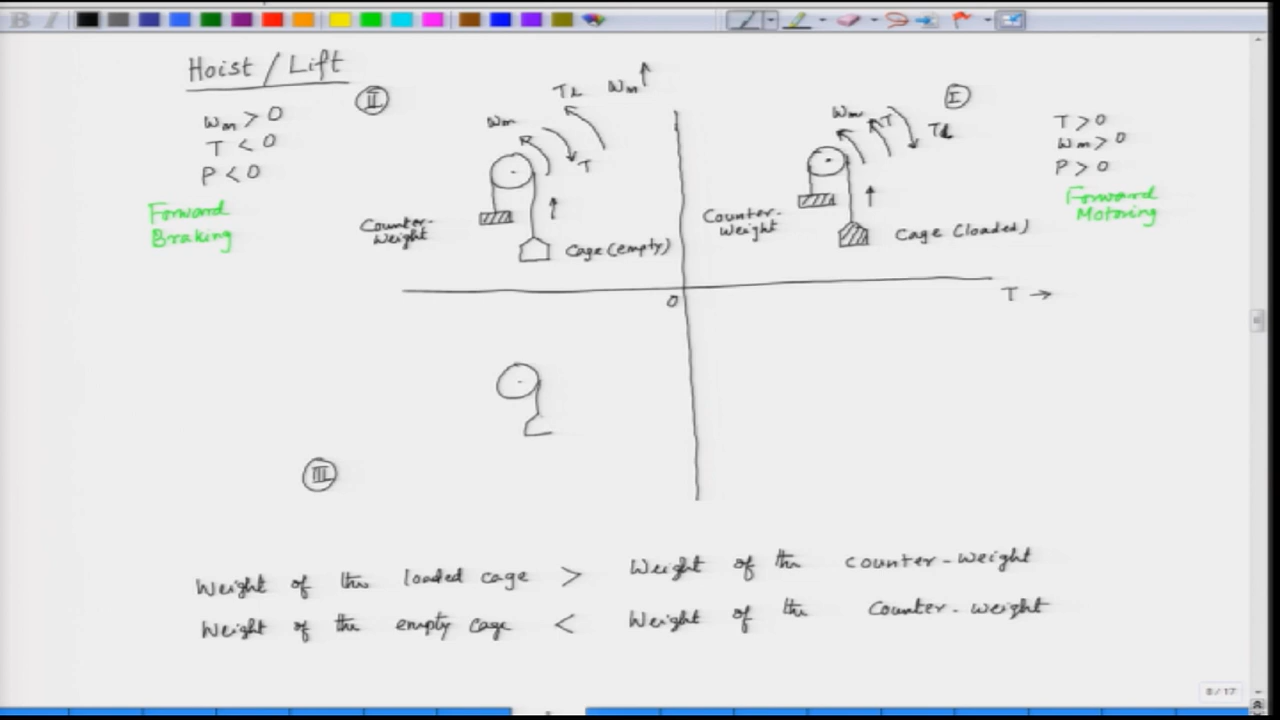 B I
Hoist / Lift
II
ωm > 0
T < 0
P < 0
Forward
Braking
TL ωm ↑
ωm
T
Counter-
Weight
Cage (empty)
I
ωm T TL
Counter-
Weight
Cage (loaded)
T > 0
ωm > 0
P > 0
Forward
Motoring
0
T →
III
Weight of the loaded cage > Weight of the counter-weight
Weight of the empty cage < Weight of the counter-weight
8 / 17